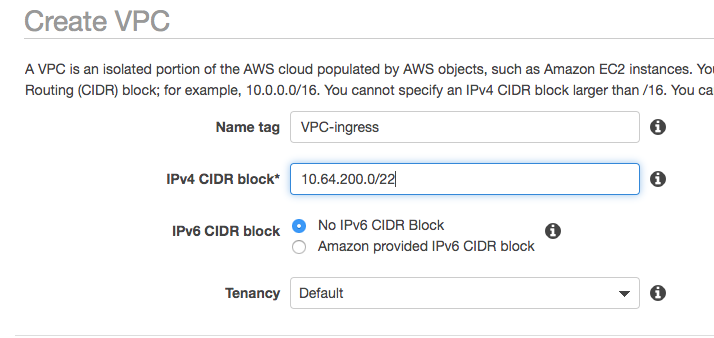 Create VPC
A VPC is an isolated portion of the AWS cloud populated by AWS objects, such as Amazon EC2 instances.
Routing (CIDR) block; for example, 10.0.0.0/16. You cannot specify an IPv4 CIDR block larger than /16. You
Name tag VPC-ingress
IPv4 CIDR block* 10.64.200.0/22
IPv6 CIDR block No IPv6 CIDR Block
Amazon provided IPv6 CIDR block
Tenancy Default